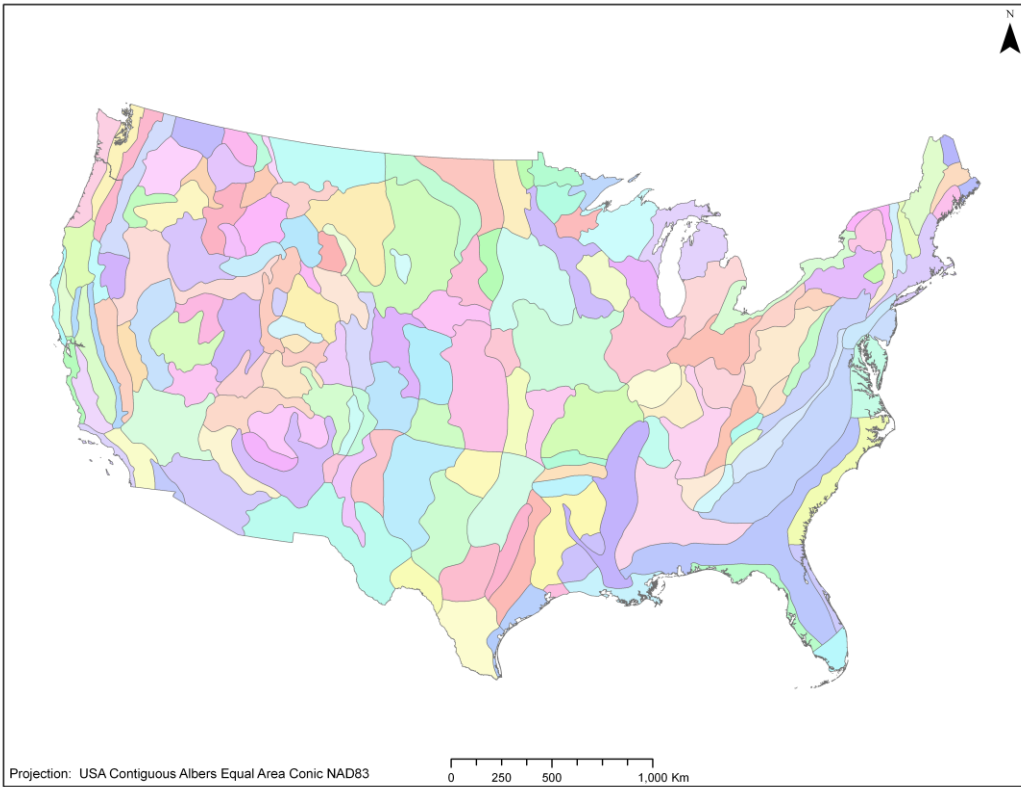 N
Projection:  USA Contiguous Albers Equal Area Conic NAD83
0 250 500 1,000 Km